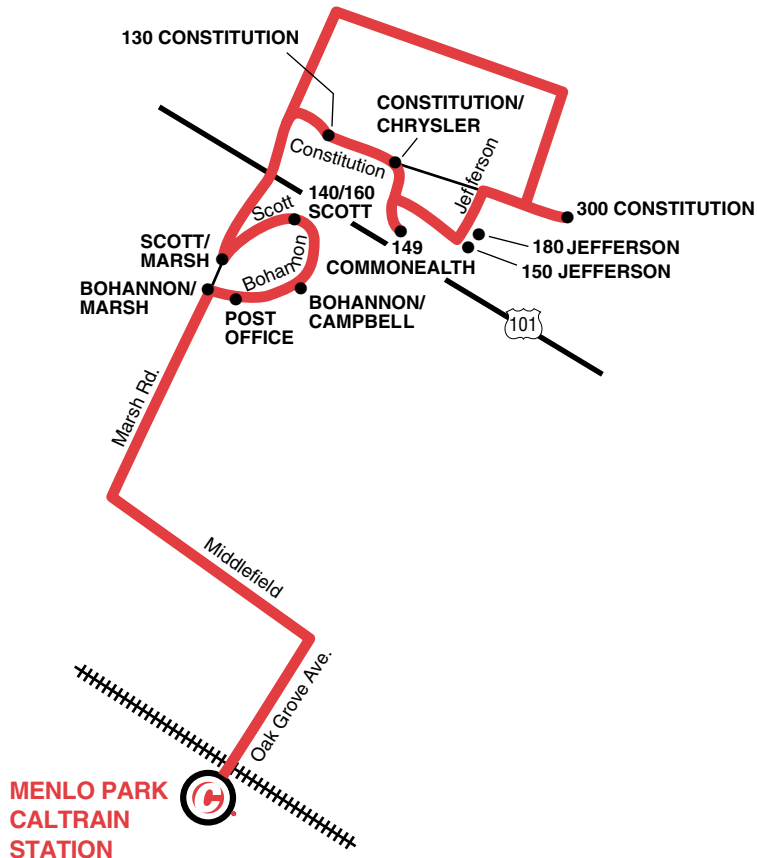 130 CONSTITUTION
CONSTITUTION/
CHRYSLER
Constitution
Jefferson
140/160
SCOTT
Scott
300 CONSTITUTION
SCOTT/
MARSH
149
COMMONEALTH
180 JEFFERSON
150 JEFFERSON
Bohannon
BOHANNON/
MARSH
POST
OFFICE
BOHANNON/
CAMPBELL
101
Marsh Rd.
Middlefield
Oak Grove Ave.
C
MENLO PARK
CALTRAIN
STATION